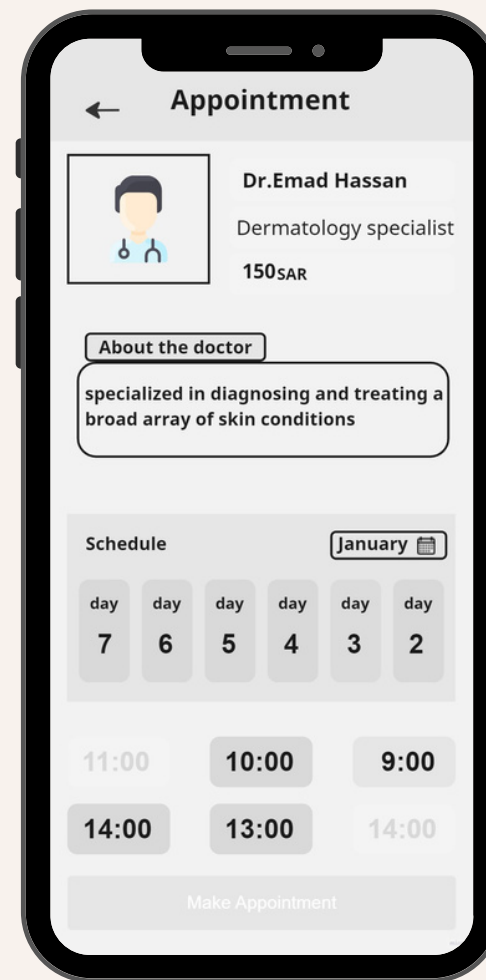 Appointment
Dr.Emad Hassan
Dermatology specialist
150SAR
About the doctor
specialized in diagnosing and treating a
broad array of skin conditions
Schedule
January
day day day day day day
7 6 5 4 3 2
11:00 10:00 9:00
14:00 13:00 14:00
Make Appointment